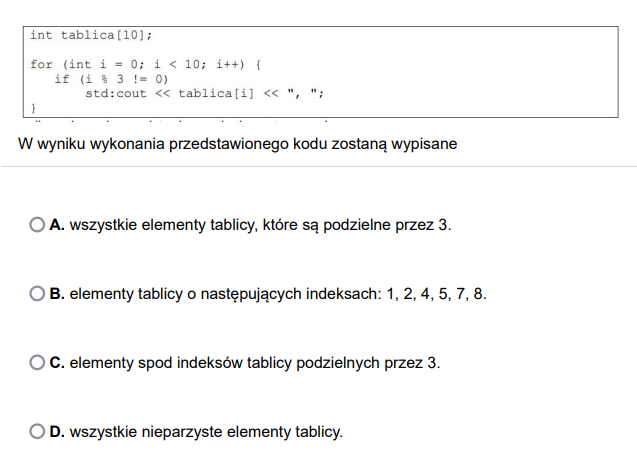 int tablica[10];
for (int i = 0; i < 10; i++) {
if (i % 3 != 0)
std:cout << tablica[i] << ", ";
}
W wyniku wykonania przedstawionego kodu zostaną wypisane
A. wszystkie elementy tablicy, które są podzielne przez 3.
B. elementy tablicy o następujących indeksach: 1, 2, 4, 5, 7, 8.
C. elementy spod indeksów tablicy podzielnych przez 3.
D. wszystkie nieparzyste elementy tablicy.